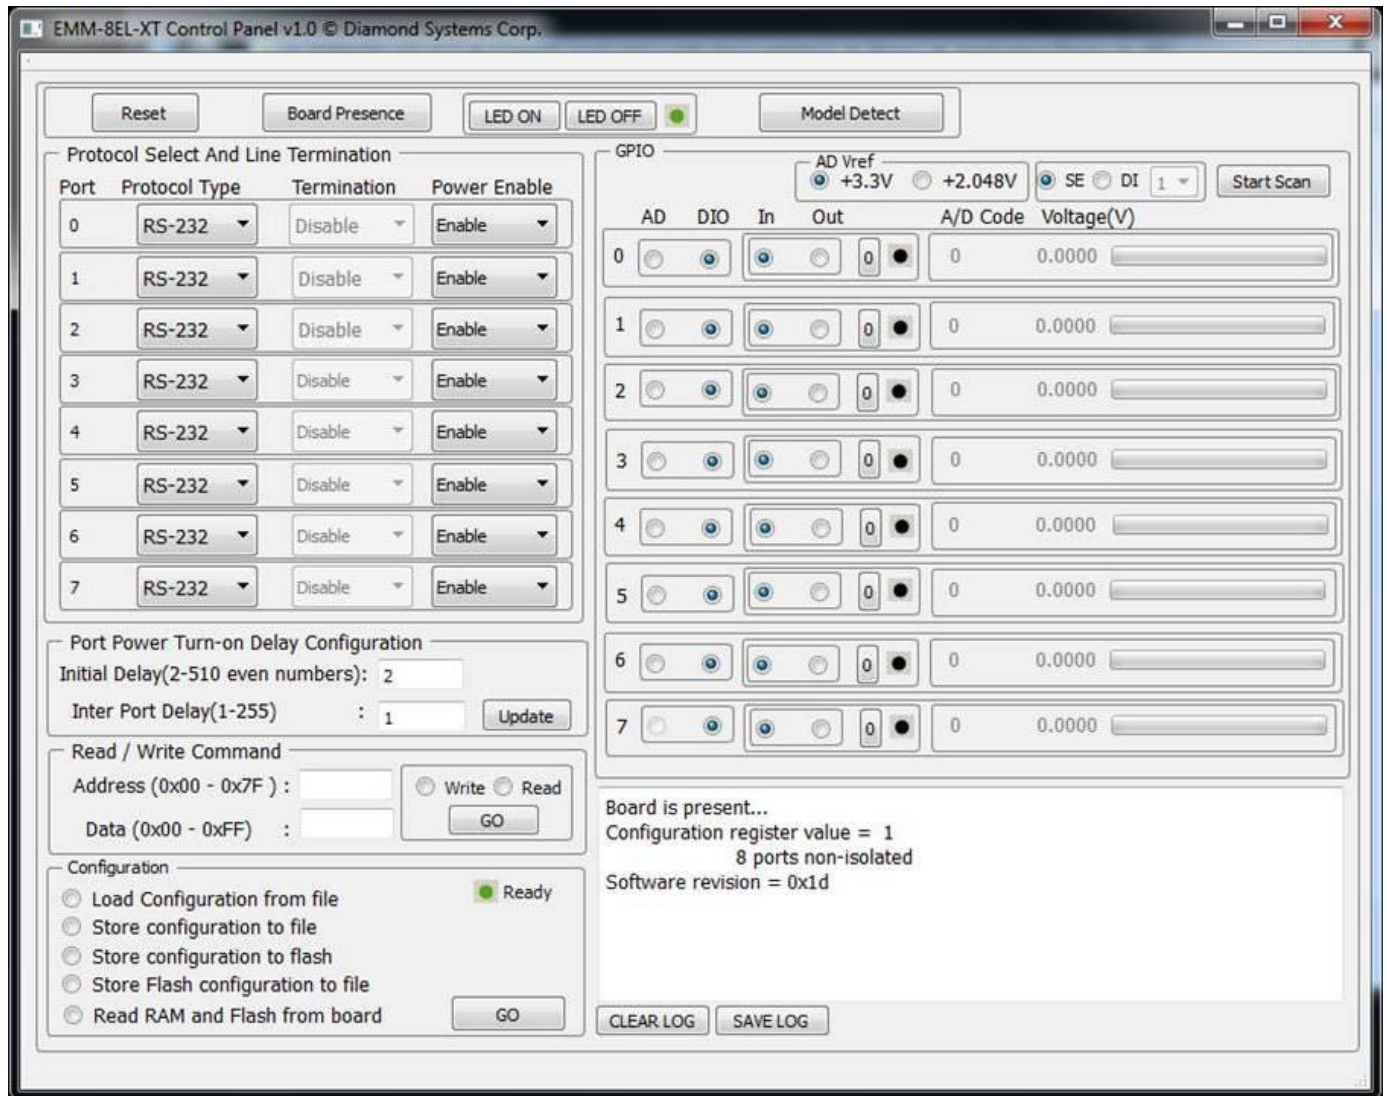 EMM-8EL-XT Control Panel v1.0 © Diamond Systems Corp.
Reset Board Presence LED ON LED OFF Model Detect
Protocol Select And Line Termination
Port Protocol Type Termination Power Enable
0 RS-232 Disable Enable
1 RS-232 Disable Enable
2 RS-232 Disable Enable
3 RS-232 Disable Enable
4 RS-232 Disable Enable
5 RS-232 Disable Enable
6 RS-232 Disable Enable
7 RS-232 Disable Enable
Port Power Turn-on Delay Configuration
Initial Delay(2-510 even numbers): 2
Inter Port Delay(1-255) : 1 Update
Read / Write Command
Address (0x00 - 0x7F ) : Write Read
Data (0x00 - 0xFF) : GO
Configuration
Load Configuration from file Ready
Store configuration to file
Store configuration to flash
Store Flash configuration to file
Read RAM and Flash from board GO
GPIO
AD Vref
+3.3V +2.048V SE DI 1 Start Scan
AD DIO In Out A/D Code Voltage(V)
0 0 0 0.0000
1 0 0 0.0000
2 0 0 0.0000
3 0 0 0.0000
4 0 0 0.0000
5 0 0 0.0000
6 0 0 0.0000
7 0 0 0.0000
Board is present...
Configuration register value = 1
8 ports non-isolated
Software revision = 0x1d
CLEAR LOG SAVE LOG